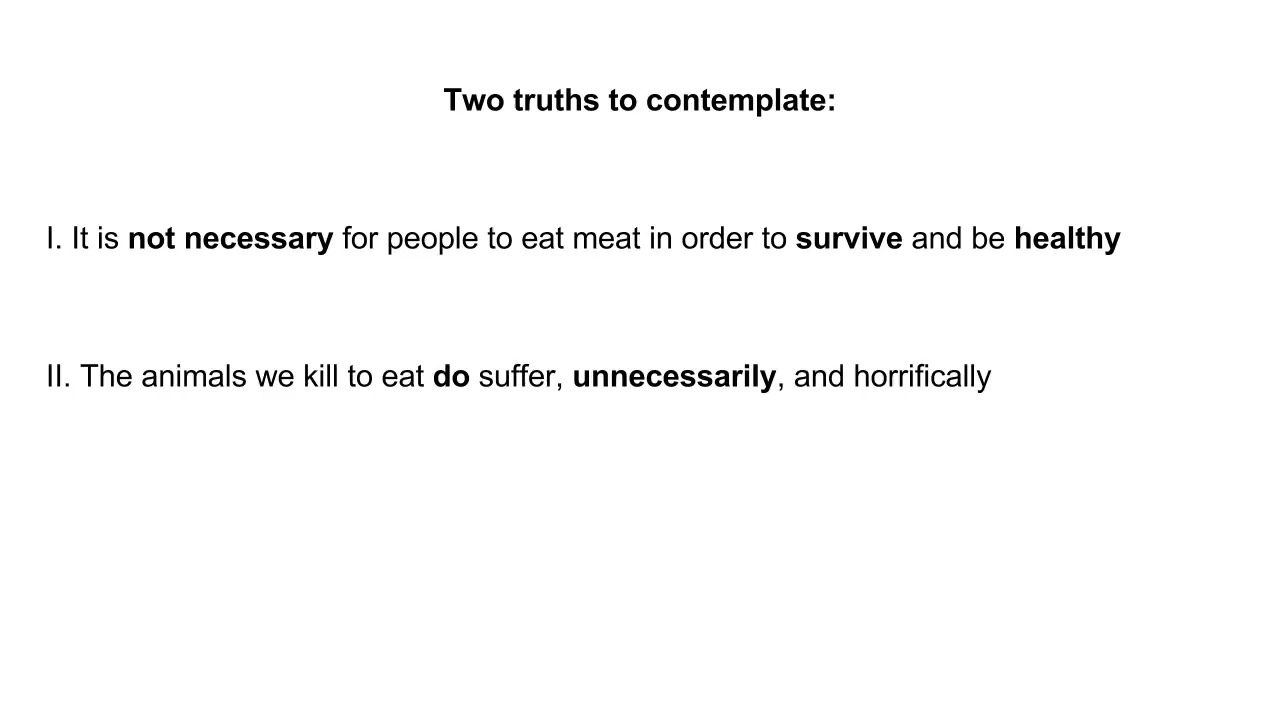 Two truths to contemplate:
I. It is not necessary for people to eat meat in order to survive and be healthy
II. The animals we kill to eat do suffer, unnecessarily, and horrifically